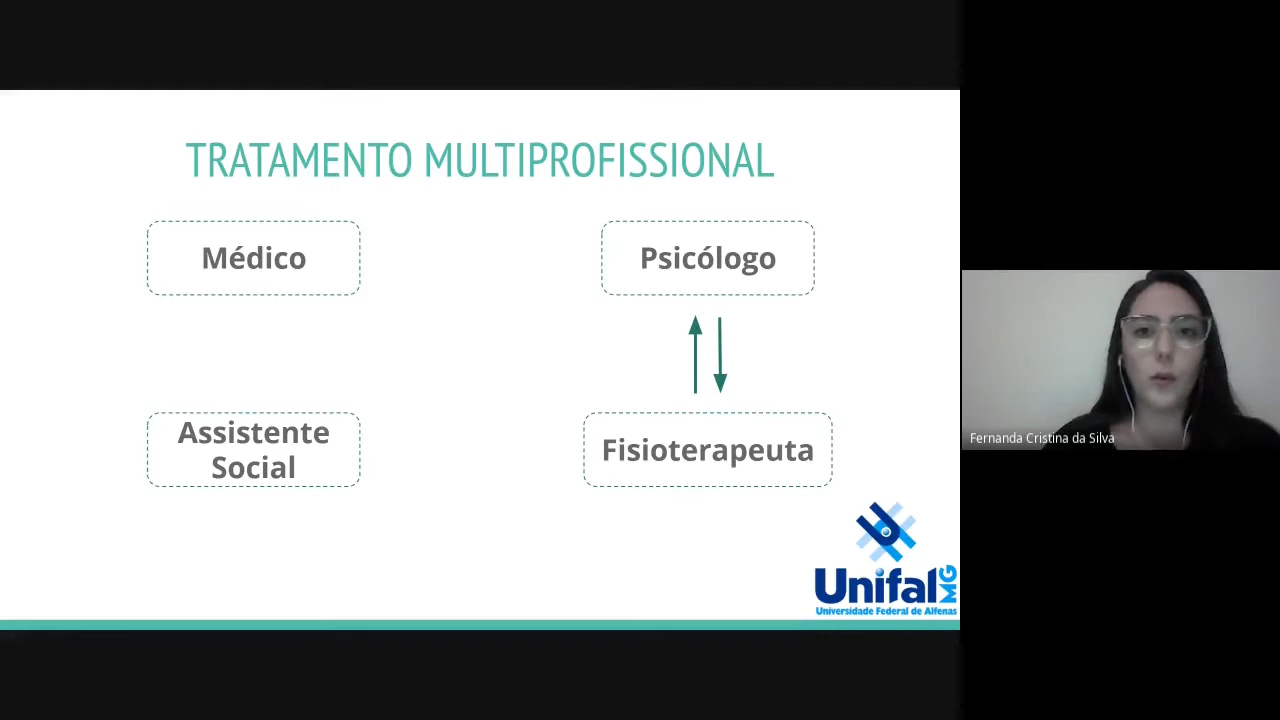 TRATAMENTO MULTIPROFISSIONAL
Médico
Psicólogo
Assistente
Social
Fisioterapeuta
Unifal MG
Universidade Federal de Alfenas
Fernanda Cristina da Silva